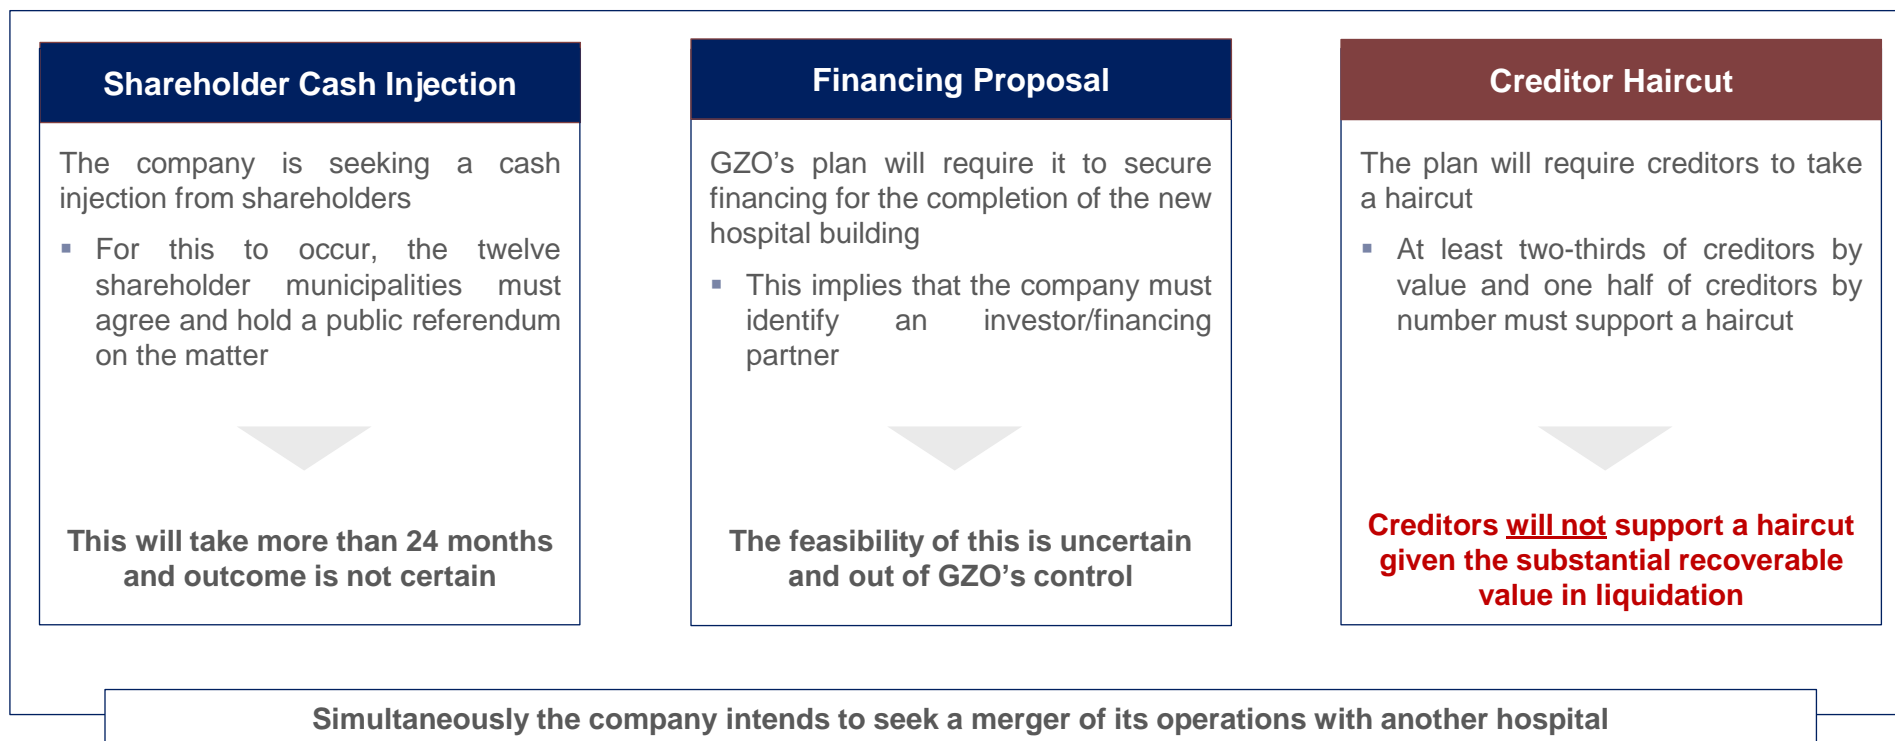 Shareholder Cash Injection
The company is seeking a cash
injection from shareholders
▪ For this to occur, the twelve
shareholder municipalities must
agree and hold a public referendum
on the matter
This will take more than 24 months
and outcome is not certain
Financing Proposal
GZO’s plan will require it to secure
financing for the completion of the new
hospital building
▪ This implies that the company must
identify an investor/financing
partner
The feasibility of this is uncertain
and out of GZO’s control
Creditor Haircut
The plan will require creditors to take
a haircut
▪ At least two-thirds of creditors by
value and one half of creditors by
number must support a haircut
Creditors will not support a haircut
given the substantial recoverable
value in liquidation
Simultaneously the company intends to seek a merger of its operations with another hospital